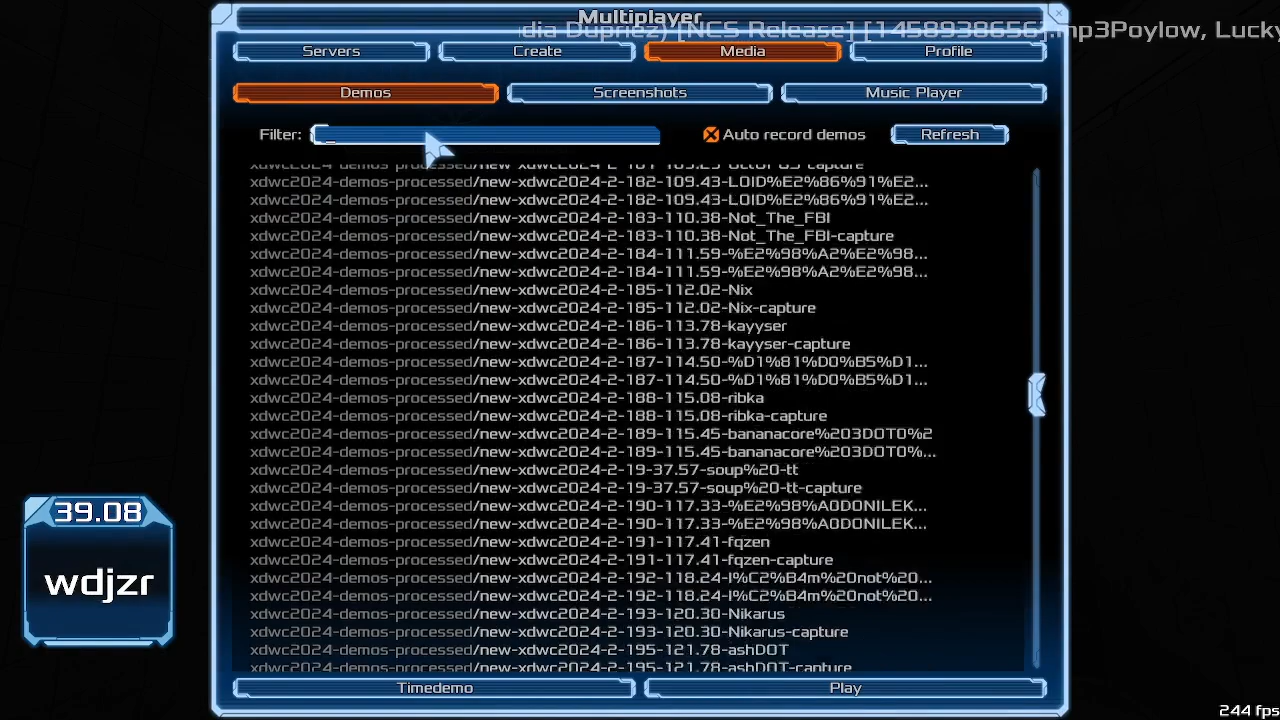 Multiplayer
dia Dupriez) [NCS Release] [1458938656].mp3Poylow, Lucky
Servers Create Media Profile
Demos Screenshots Music Player
Filter: _ Auto record demos Refresh
xdwc2024-demos-processed/new-xdwc2024-2-182-109.43-LOID%E2%86%91%E2...
xdwc2024-demos-processed/new-xdwc2024-2-182-109.43-LOID%E2%86%91%E2...
xdwc2024-demos-processed/new-xdwc2024-2-183-110.38-Not_The_FBI
xdwc2024-demos-processed/new-xdwc2024-2-183-110.38-Not_The_FBI-capture
xdwc2024-demos-processed/new-xdwc2024-2-184-111.59-%E2%98%A2%E2%98...
xdwc2024-demos-processed/new-xdwc2024-2-184-111.59-%E2%98%A2%E2%98...
xdwc2024-demos-processed/new-xdwc2024-2-185-112.02-Nix
xdwc2024-demos-processed/new-xdwc2024-2-185-112.02-Nix-capture
xdwc2024-demos-processed/new-xdwc2024-2-186-113.78-kayyser
xdwc2024-demos-processed/new-xdwc2024-2-186-113.78-kayyser-capture
xdwc2024-demos-processed/new-xdwc2024-2-187-114.50-%D1%81%D0%B5%D1...
xdwc2024-demos-processed/new-xdwc2024-2-187-114.50-%D1%81%D0%B5%D1...
xdwc2024-demos-processed/new-xdwc2024-2-188-115.08-ribka
xdwc2024-demos-processed/new-xdwc2024-2-188-115.08-ribka-capture
xdwc2024-demos-processed/new-xdwc2024-2-189-115.45-bananacore%203DOTO%2
xdwc2024-demos-processed/new-xdwc2024-2-189-115.45-bananacore%203DOTO%...
xdwc2024-demos-processed/new-xdwc2024-2-19-37.57-soup%20-tt
xdwc2024-demos-processed/new-xdwc2024-2-19-37.57-soup%20-tt-capture
xdwc2024-demos-processed/new-xdwc2024-2-190-117.33-%E2%98%A0DONILEK...
xdwc2024-demos-processed/new-xdwc2024-2-190-117.33-%E2%98%A0DONILEK...
xdwc2024-demos-processed/new-xdwc2024-2-191-117.41-fqzen
xdwc2024-demos-processed/new-xdwc2024-2-191-117.41-fqzen-capture
xdwc2024-demos-processed/new-xdwc2024-2-192-118.24-I%C2%B4m%20not%20...
xdwc2024-demos-processed/new-xdwc2024-2-192-118.24-I%C2%B4m%20not%20...
xdwc2024-demos-processed/new-xdwc2024-2-193-120.30-Nikarus
xdwc2024-demos-processed/new-xdwc2024-2-193-120.30-Nikarus-capture
xdwc2024-demos-processed/new-xdwc2024-2-195-121.78-ashDOT
xdwc2024-demos-processed/new-xdwc2024-2-195-121.78-ashDOT-capture
Timedemo Play
39.08
wdjzr
244 fps